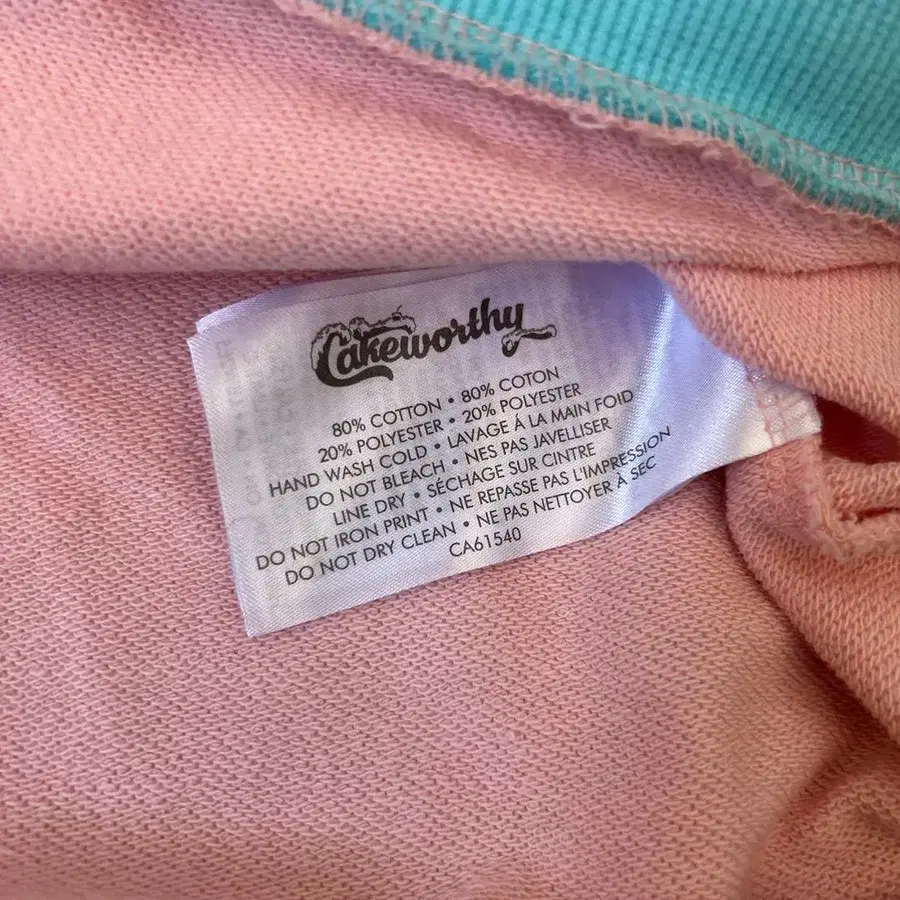 Cakeworthy
80% COTTON • 80% COTON
20% POLYESTER • 20% POLYESTER
HAND WASH COLD • LAVAGE À LA MAIN FOID
DO NOT BLEACH • NES PAS JAVELLISER
LINE DRY • SÉCHAGE SUR CINTRE
DO NOT IRON PRINT • NE REPASSE PAS L'IMPRESSION
DO NOT DRY CLEAN • NE PAS NETTOYER À SEC
CA61540